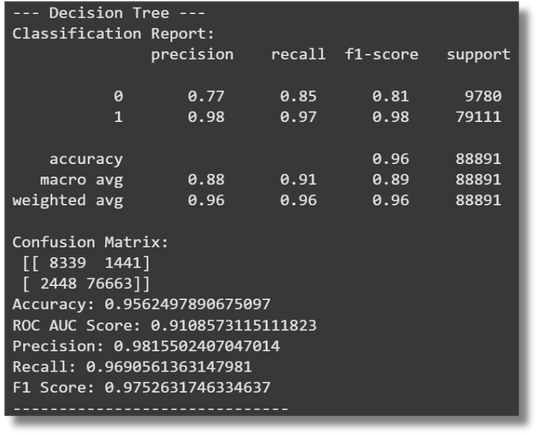 --- Decision Tree ---
Classification Report:
precision recall f1-score support
0 0.77 0.85 0.81 9780
1 0.98 0.97 0.98 79111
accuracy 0.96 88891
macro avg 0.88 0.91 0.89 88891
weighted avg 0.96 0.96 0.96 88891
Confusion Matrix:
[[ 8339 1441]
[ 2448 76663]]
Accuracy: 0.9562497890675097
ROC AUC Score: 0.9108573115111823
Precision: 0.9815502407047014
Recall: 0.9690561363147981
F1 Score: 0.9752631746334637
------------------------------